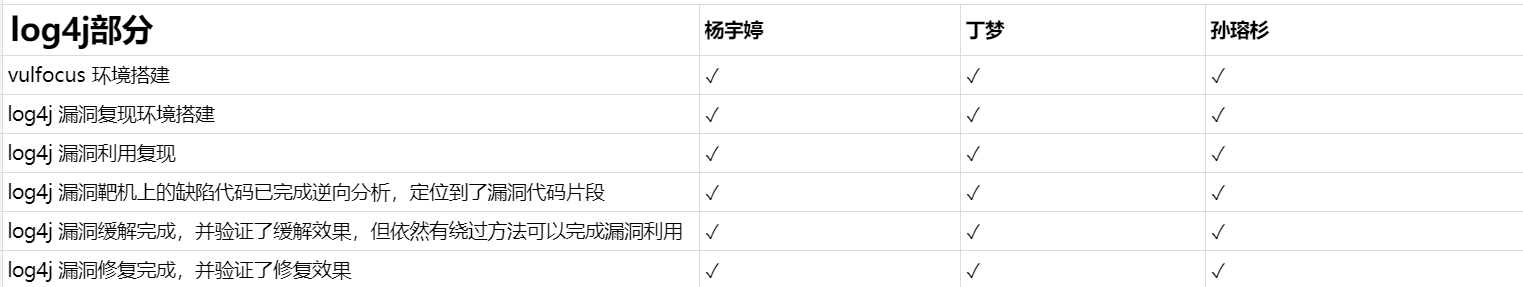 log4j部分 杨宇婷 丁梦 孙瑢杉
vulfocus 环境搭建 ✓ ✓ ✓
log4j 漏洞复现环境搭建 ✓ ✓ ✓
log4j 漏洞利用复现 ✓ ✓ ✓
log4j 漏洞靶机上的缺陷代码已完成逆向分析，定位到了漏洞代码片段 ✓ ✓ ✓
log4j 漏洞缓解完成，并验证了缓解效果，但依然有绕过方法可以完成漏洞利用 ✓ ✓ ✓
log4j 漏洞修复完成，并验证了修复效果 ✓ ✓ ✓